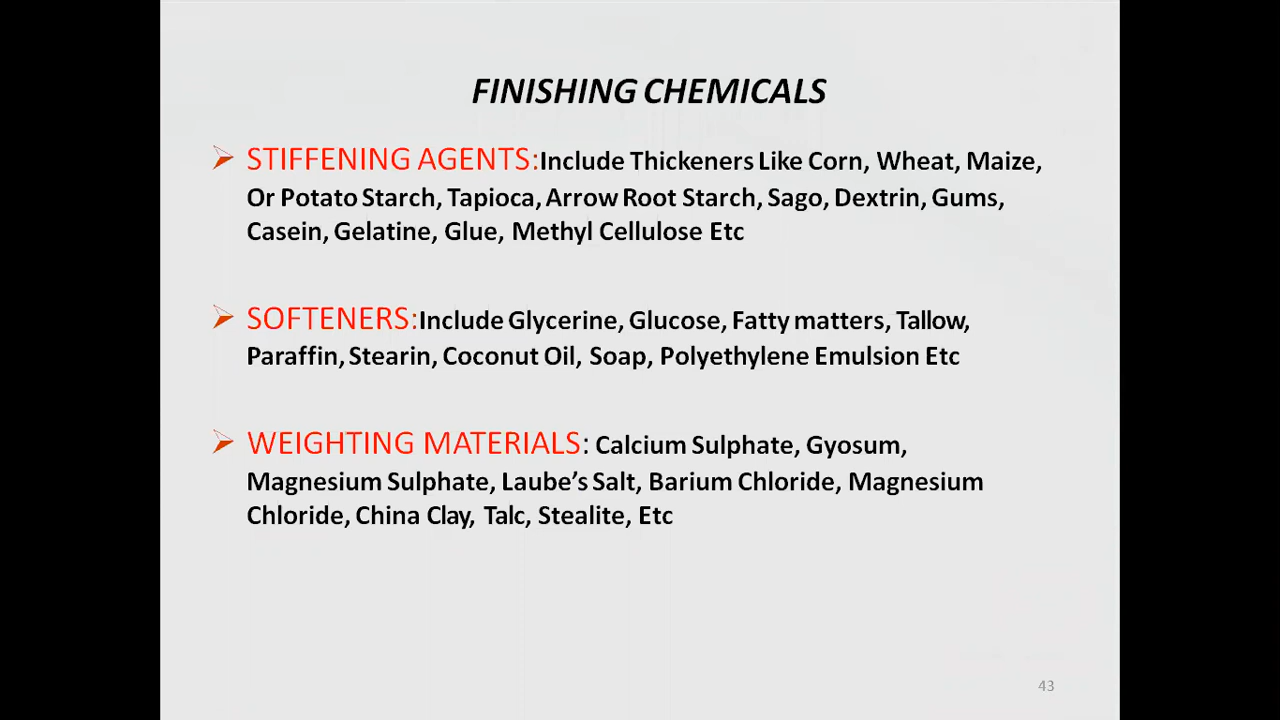 FINISHING CHEMICALS
STIFFENING AGENTS:Include Thickeners Like Corn, Wheat, Maize,
Or Potato Starch, Tapioca, Arrow Root Starch, Sago, Dextrin, Gums,
Casein, Gelatine, Glue, Methyl Cellulose Etc
SOFTENERS:Include Glycerine, Glucose, Fatty matters, Tallow,
Paraffin, Stearin, Coconut Oil, Soap, Polyethylene Emulsion Etc
WEIGHTING MATERIALS: Calcium Sulphate, Gyosum,
Magnesium Sulphate, Laube's Salt, Barium Chloride, Magnesium
Chloride, China Clay, Talc, Stealite, Etc
43